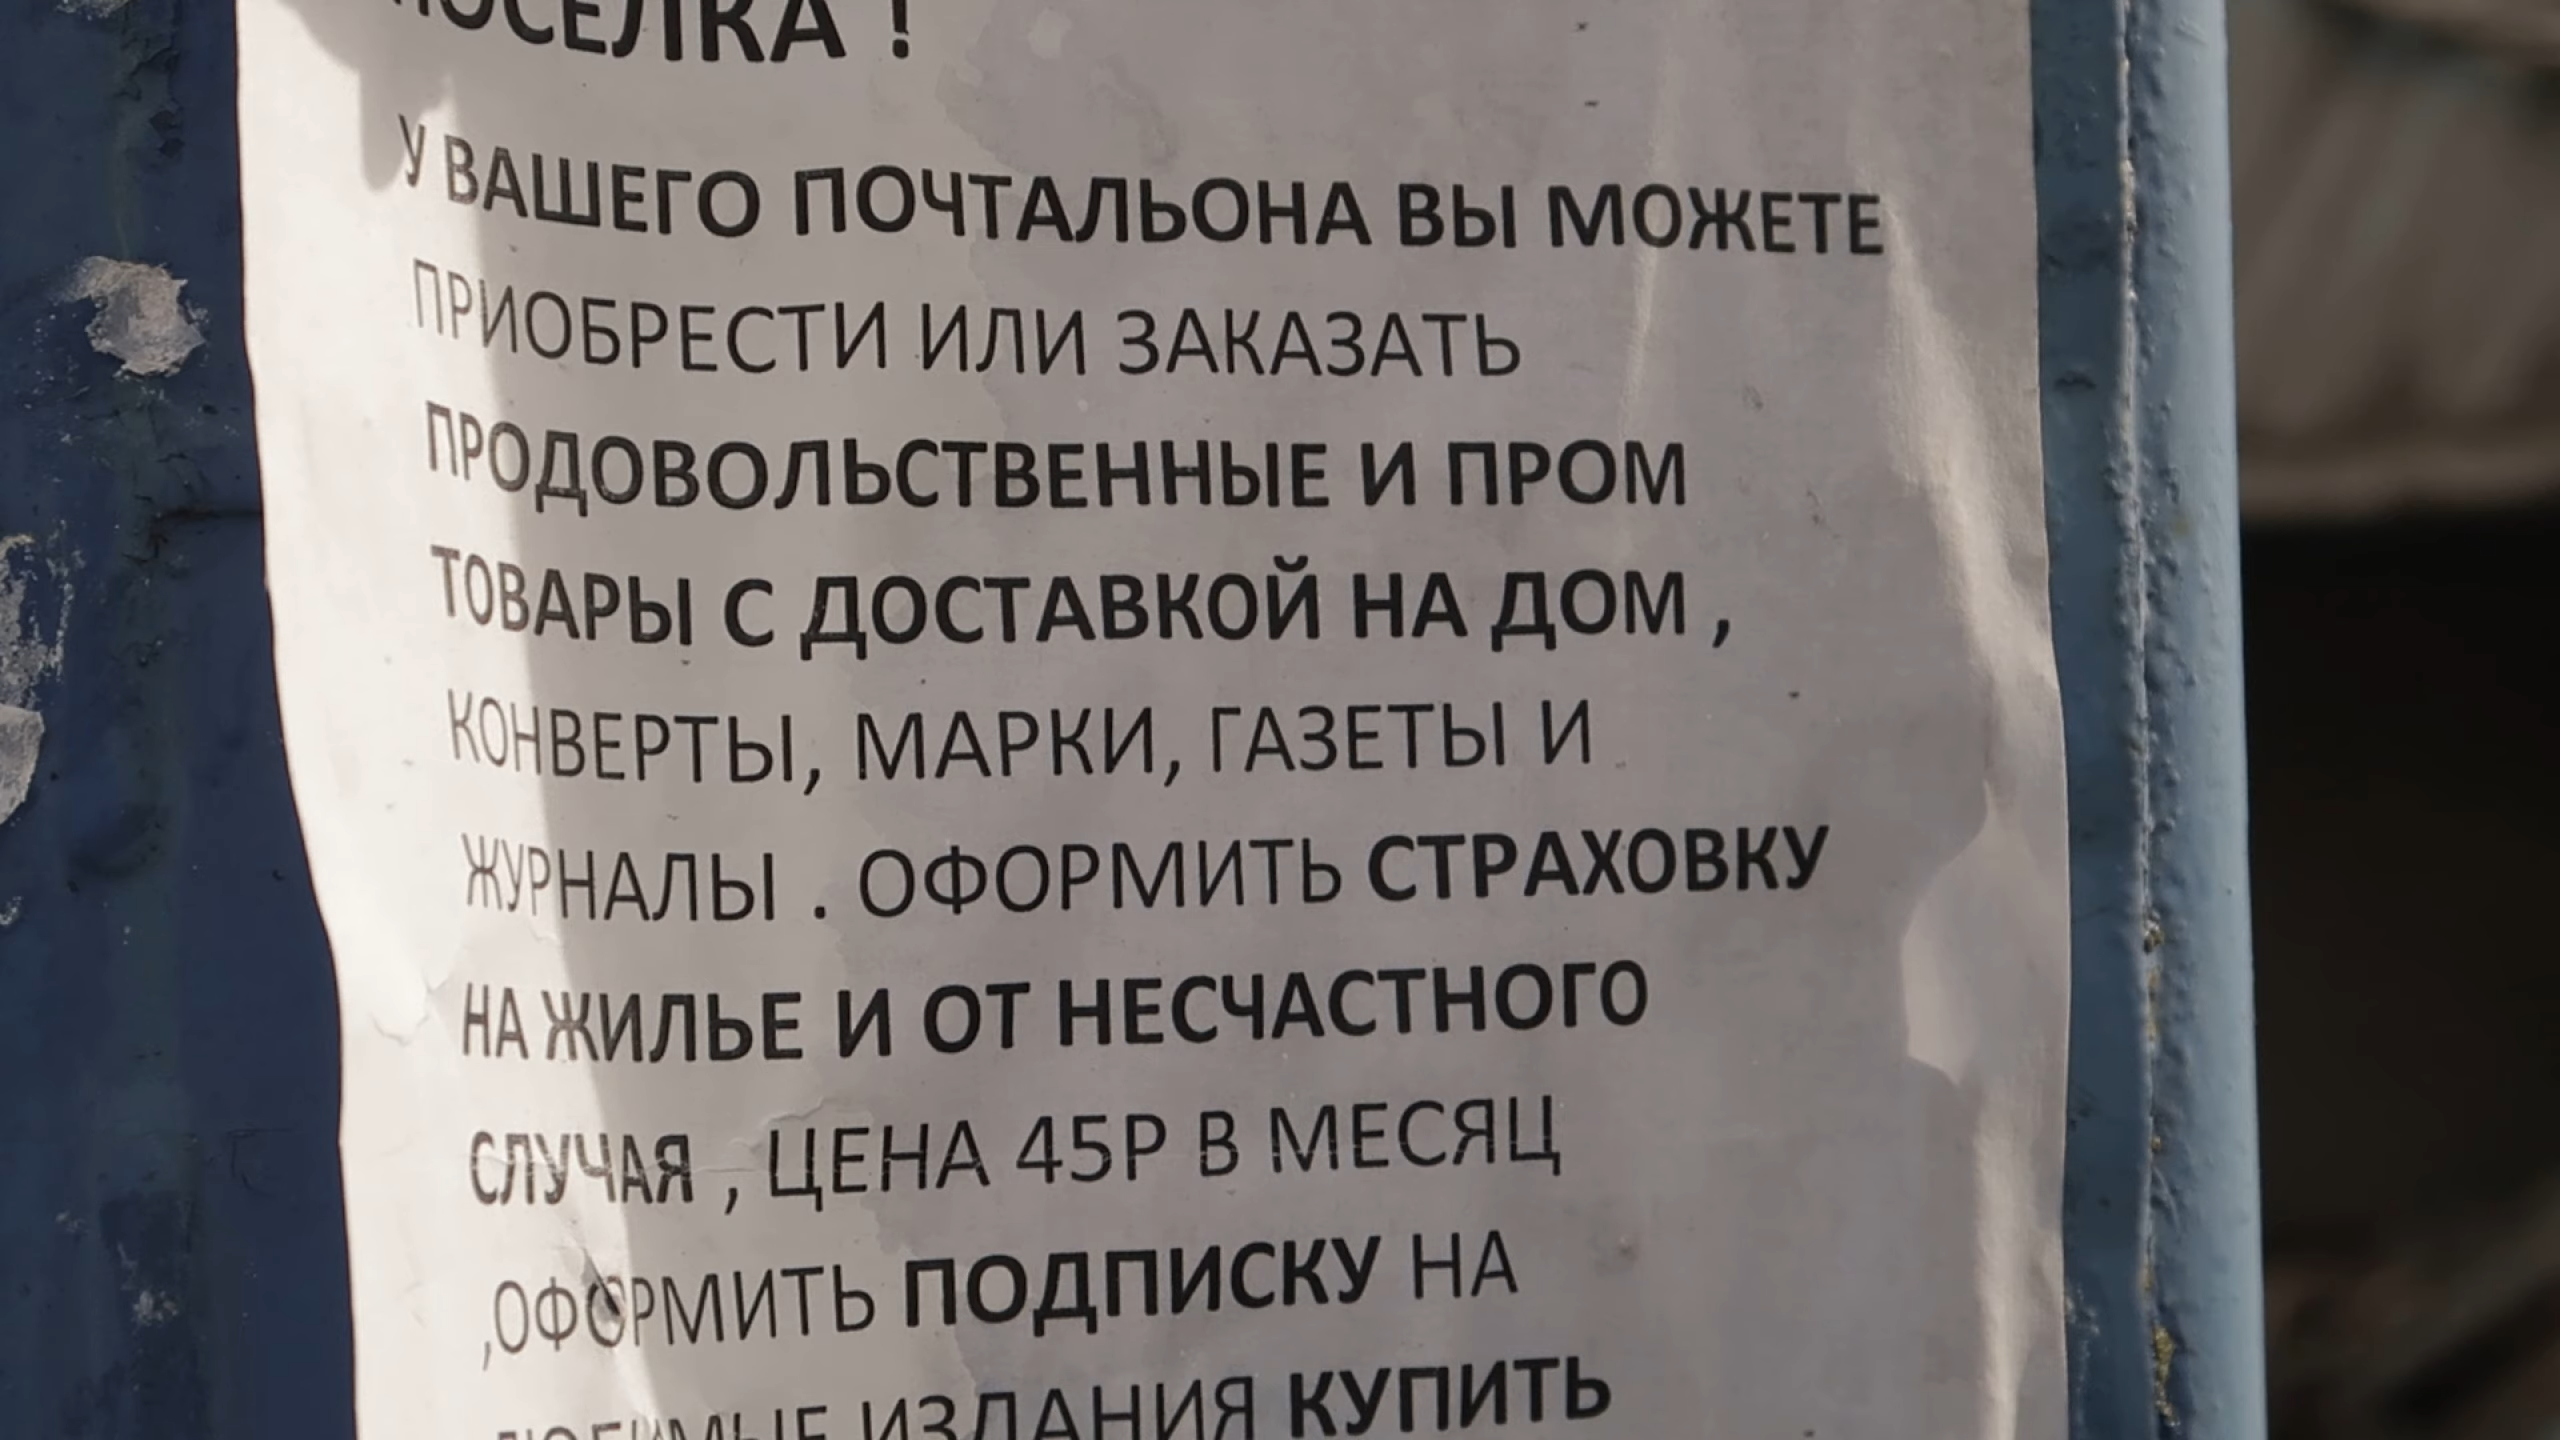 ПОСЕЛКА !
У ВАШЕГО ПОЧТАЛЬОНА ВЫ МОЖЕТЕ
ПРИОБРЕСТИ ИЛИ ЗАКАЗАТЬ
ПРОДОВОЛЬСТВЕННЫЕ И ПРОМ
ТОВАРЫ С ДОСТАВКОЙ НА ДОМ ,
КОНВЕРТЫ, МАРКИ, ГАЗЕТЫ И
ЖУРНАЛЫ . ОФОРМИТЬ СТРАХОВКУ
НА ЖИЛЬЕ И ОТ НЕСЧАСТНОГО
СЛУЧАЯ , ЦЕНА 45Р В МЕСЯЦ
,ОФОРМИТЬ ПОДПИСКУ НА
ЛЮБИМЫЕ ИЗДАНИЯ КУПИТЬ